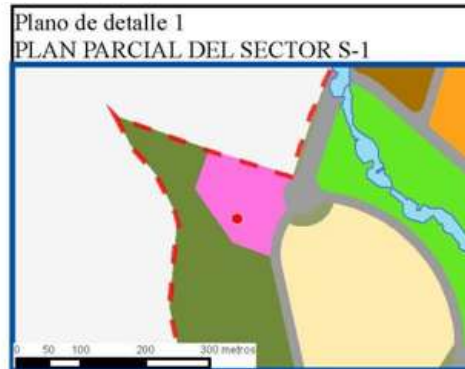 Plano de detalle 1
PLAN PARCIAL DEL SECTOR S-1
0 50 100 200 300 metros